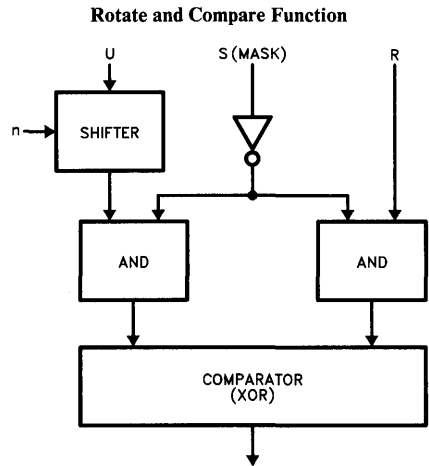 Rotate and Compare Function
U
S (MASK)
R
n
SHIFTER
AND
AND
COMPARATOR
(XOR)